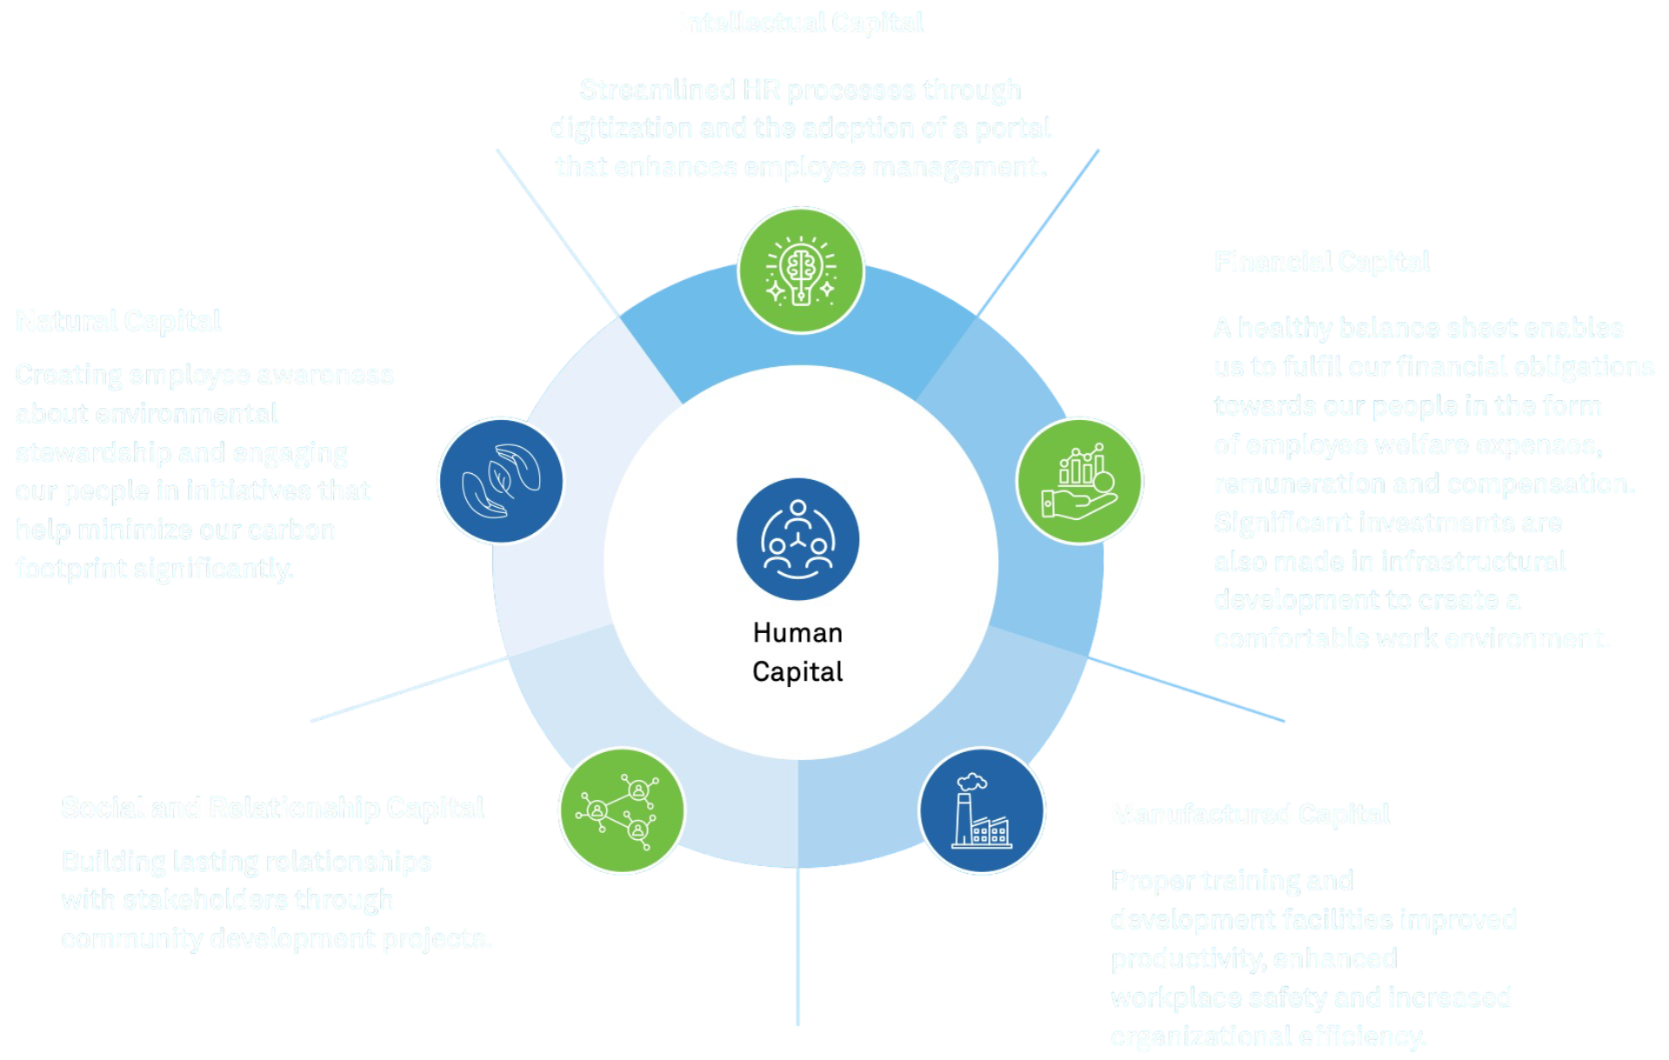 Intellectual Capital
Streamlined HR processes through
digitization and the adoption of a portal
that enhances employee management.
Financial Capital
A healthy balance sheet enables
us to fulfil our financial obligations
towards our people in the form
of employee welfare expenses,
remuneration and compensation.
Significant investments are
also made in infrastructural
development to create a
comfortable work environment.
Natural Capital
Creating employee awareness
about environmental
stewardship and engaging
our people in initiatives that
help minimize our carbon
footprint significantly.
Human
Capital
Social and Relationship Capital
Building lasting relationships
with stakeholders through
community development projects.
Manufactured Capital
Proper training and
development facilities improved
productivity, enhanced
workplace safety and increased
organizational efficiency.